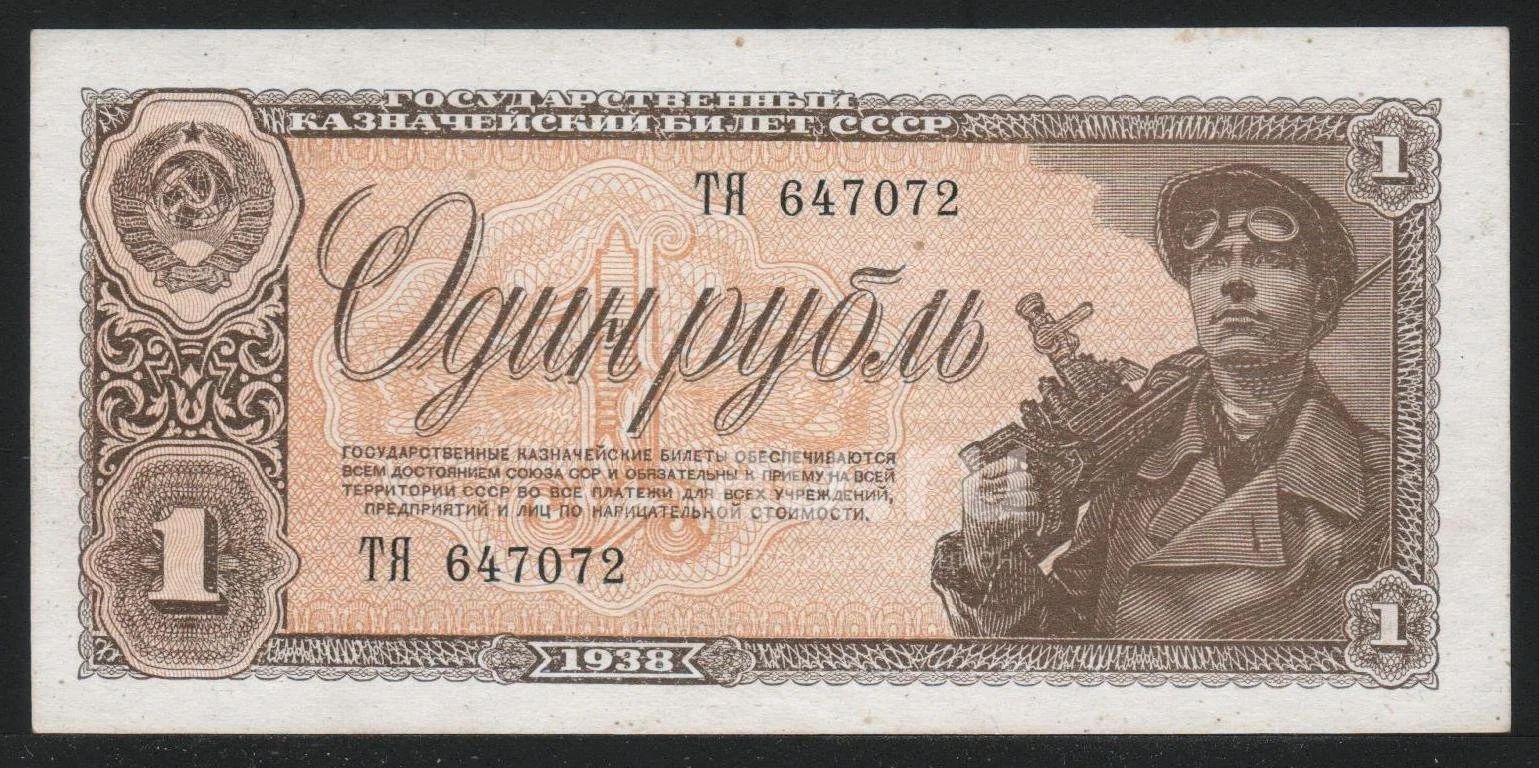 ГОСУДАРСТВЕННЫЙ
КАЗНАЧЕЙСКИЙ БИЛЕТ СССР
1
ТЯ 647072
Один рубль
ГОСУДАРСТВЕННЫЕ КАЗНАЧЕЙСКИЕ БИЛЕТЫ ОБЕСПЕЧИВАЮТСЯ
ВСЕМ ДОСТОЯНИЕМ СОЮЗА ССР И ОБЯЗАТЕЛЬНЫ К ПРИЕМУ НА ВСЕЙ
ТЕРРИТОРИИ СССР ВО ВСЕ ПЛАТЕЖИ ДЛЯ ВСЕХ УЧРЕЖДЕНИЙ,
ПРЕДПРИЯТИЙ И ЛИЦ ПО НАРИЦАТЕЛЬНОЙ СТОИМОСТИ.
ТЯ 647072
1
1
1938